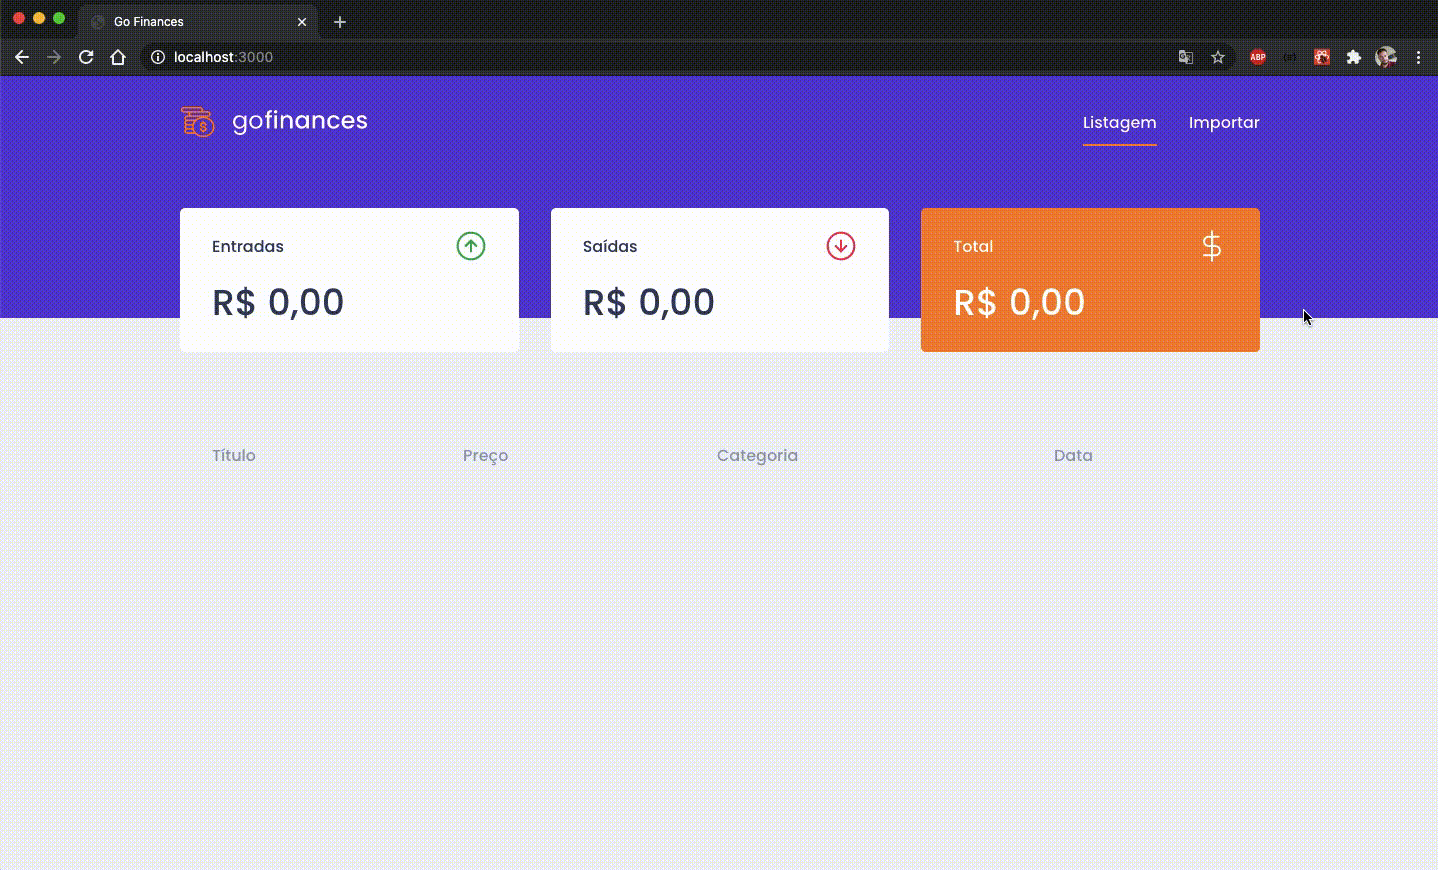 Go Finances
localhost:3000
ABP
gofinances
Listagem Importar
Entradas
R$ 0,00
Saídas
R$ 0,00
Total
$
R$ 0,00
Título Preço Categoria Data